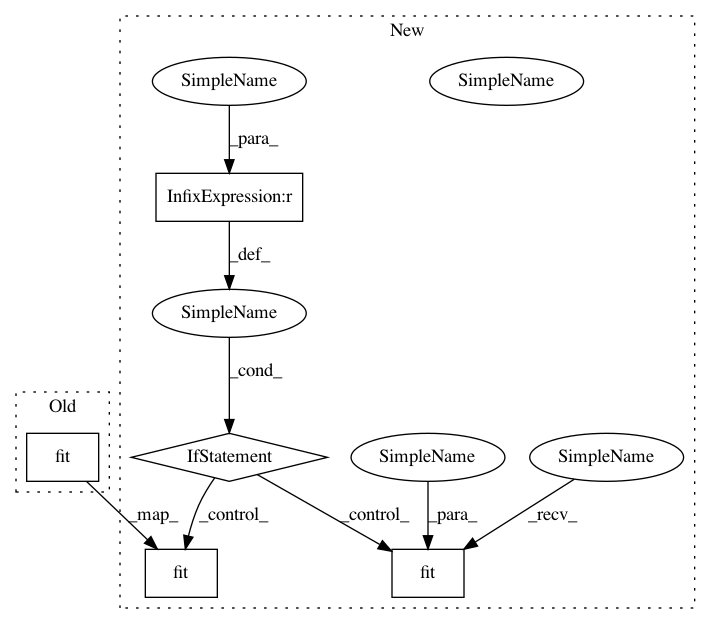 New
SimpleName
SimpleName
_para_
InfixExpression:r
_def_
SimpleName
_cond_
Old
fit
IfStatement
SimpleName
SimpleName
_map_
_control_
_control_
_para_
_recv_
fit
fit